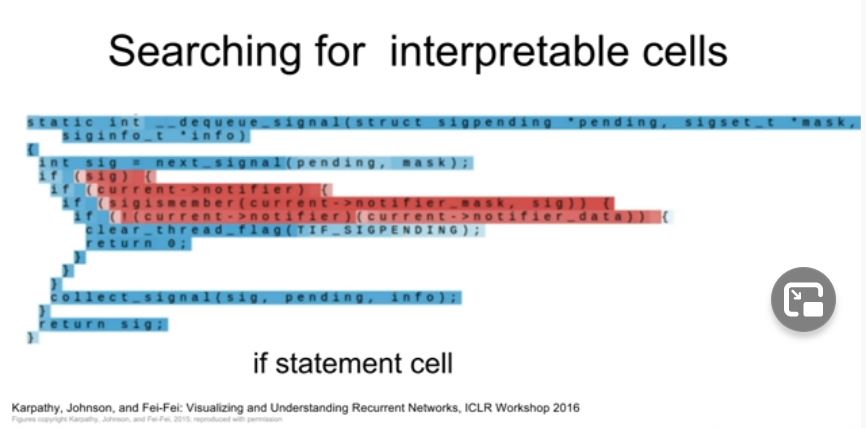 Searching for interpretable cells
static int __dequeue_signal(struct sigpending *pending, sigset_t *mask,
siginfo_t *info)
{
int sig = next_signal(pending, mask);
if (sig) {
if (current->notifier) {
if (sigismember(current->notifier_mask, sig)) {
if (!(current->notifier)(current->notifier_data)) {
clear_thread_flag(TIF_SIGPENDING);
return 0;
}
}
}
collect_signal(sig, pending, info);
}
return sig;
}
if statement cell
Karpathy, Johnson, and Fei-Fei: Visualizing and Understanding Recurrent Networks, ICLR Workshop 2016
Figures copyright Karpathy, Johnson, and Fei-Fei, 2015; reproduced with permission